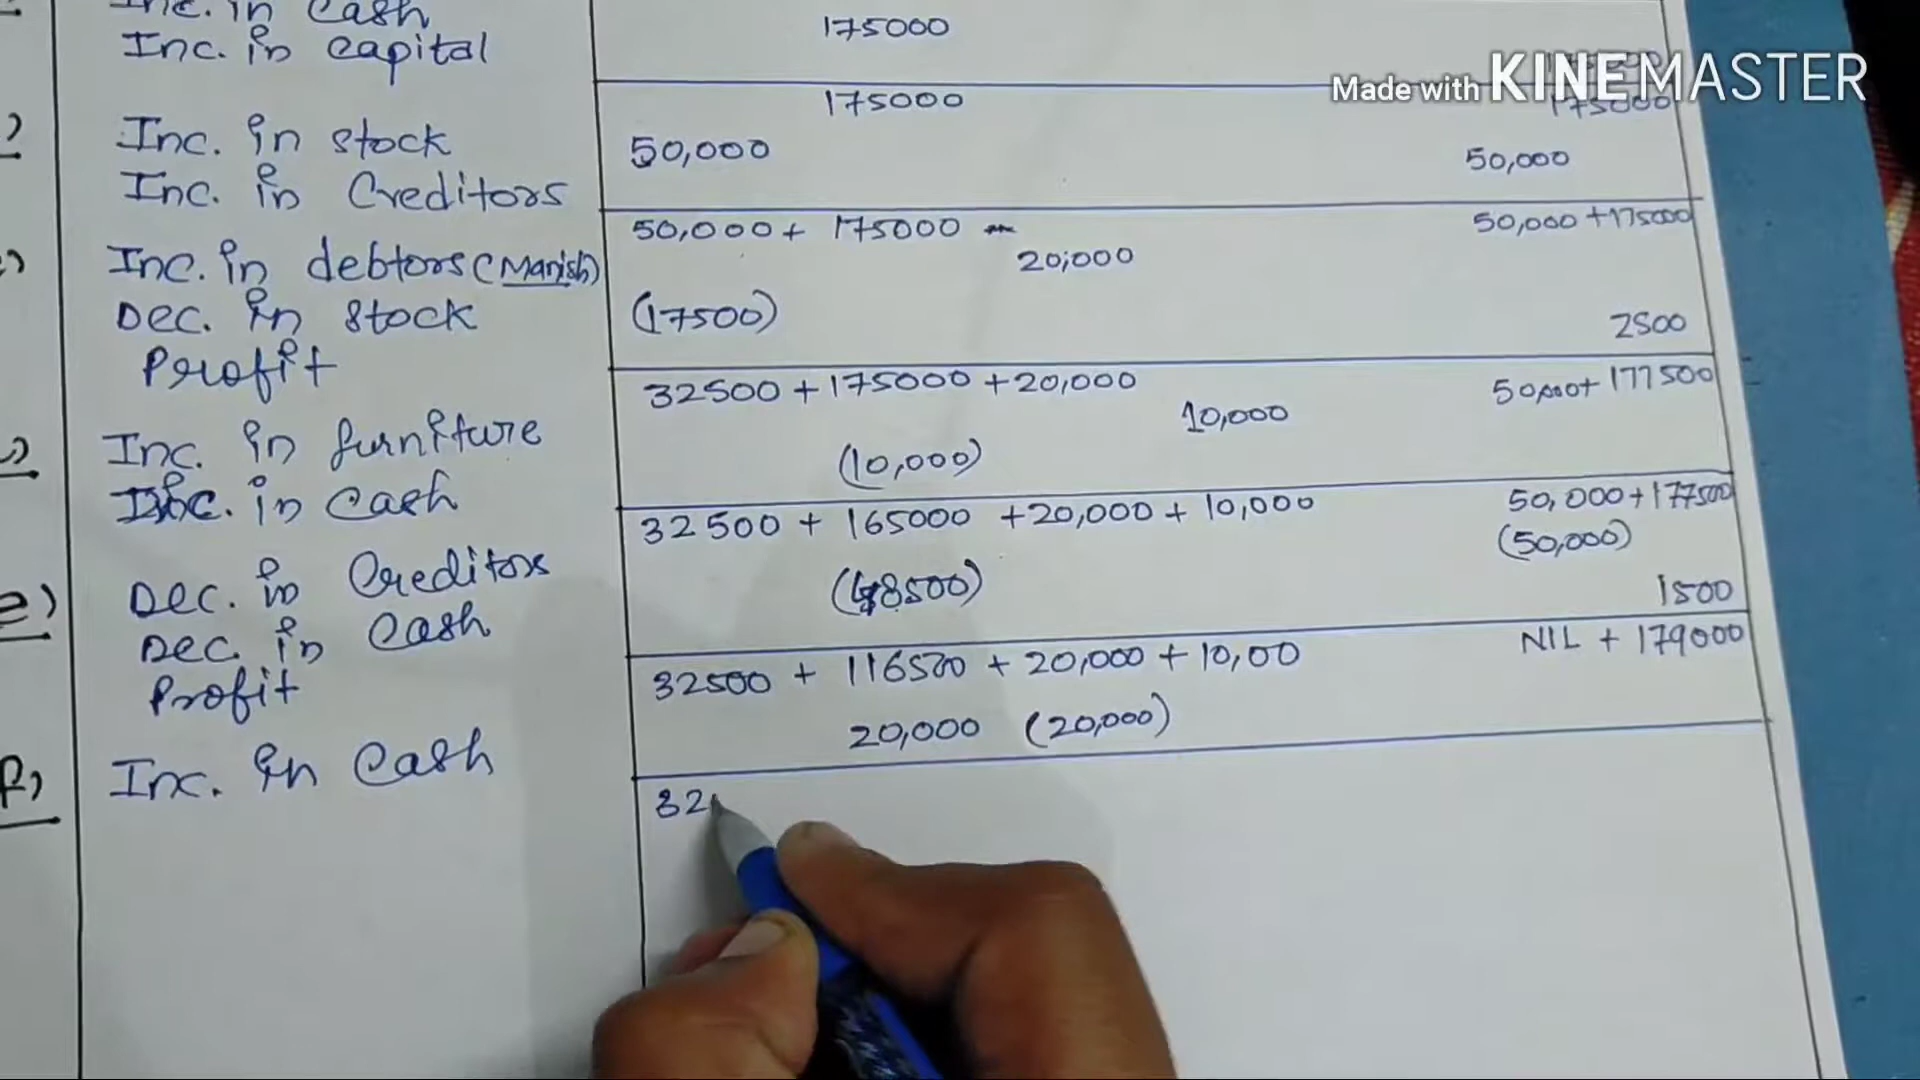 Inc. in Cash
Inc. in capital 175000
Made with KINEMASTER
175000 175000
Inc. in stock 50,000
Inc. in Creditors 50,000
50,000 + 175000 50,000 + 175000
Inc. in debtors (Manish) 20,000
Dec. in stock (17500)
Profit 2500
32500 + 175000 + 20,000 50,000+ 177500
Inc. in furniture 10,000
in Cash (10,000)
32500 + 165000 + 20,000 + 10,000 50,000 + 177500
Dec. in Creditors (50,000)
Dec. in Cash (48500)
Profit 1500
e) 32500 + 116500 + 20,000 + 10,00 NIL + 179000
f) Inc. in Cash 20,000 (20,000)
32